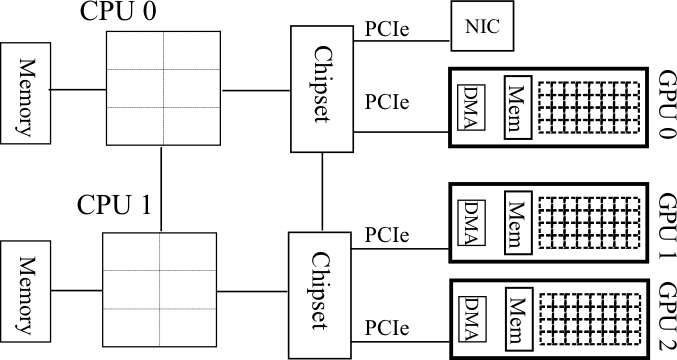 CPU 0
Memory
Chipset
PCIe
NIC
PCIe
DMA
Mem
GPU 0
CPU 1
Memory
Chipset
PCIe
DMA
Mem
GPU 1
PCIe
DMA
Mem
GPU 2